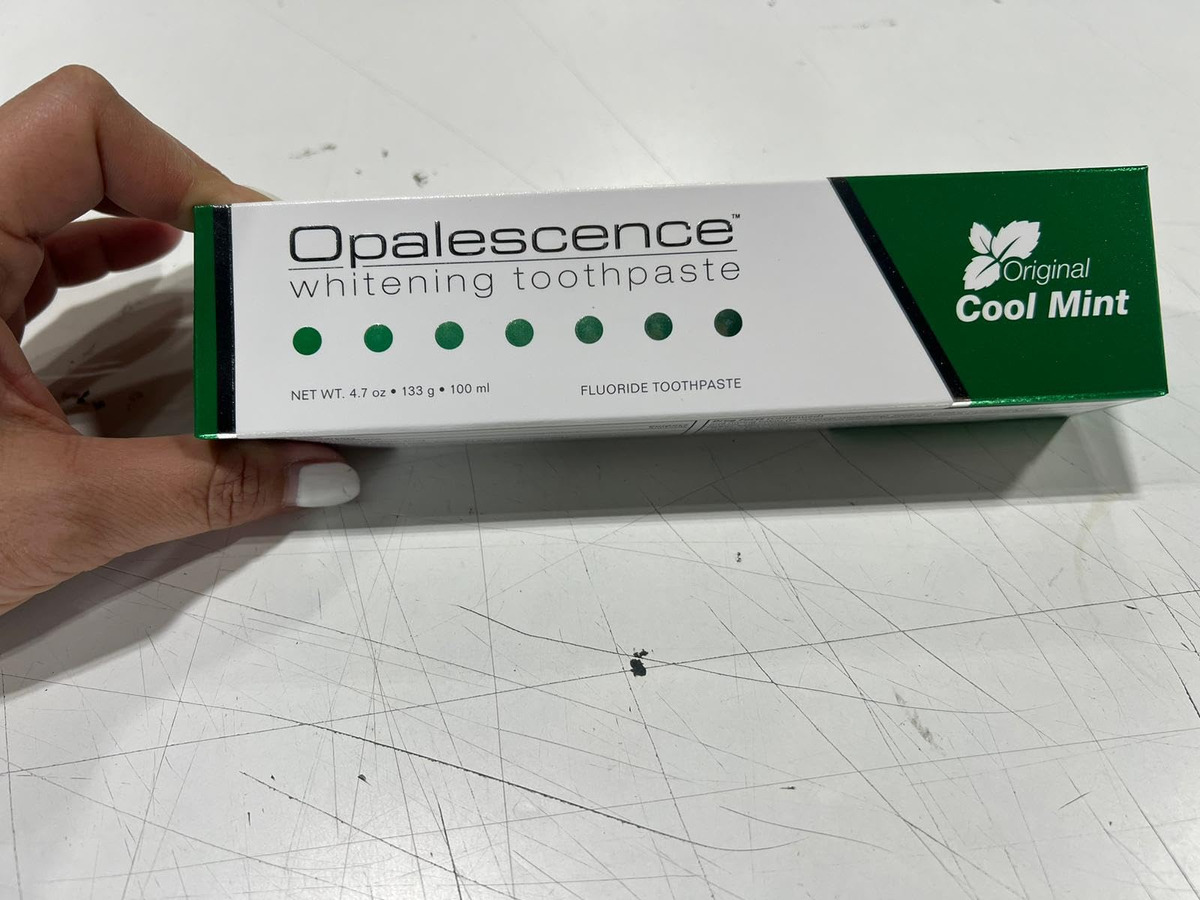 Opalescence™
whitening toothpaste
NET WT. 4.7 oz • 133 g • 100 ml
FLUORIDE TOOTHPASTE
Original
Cool Mint